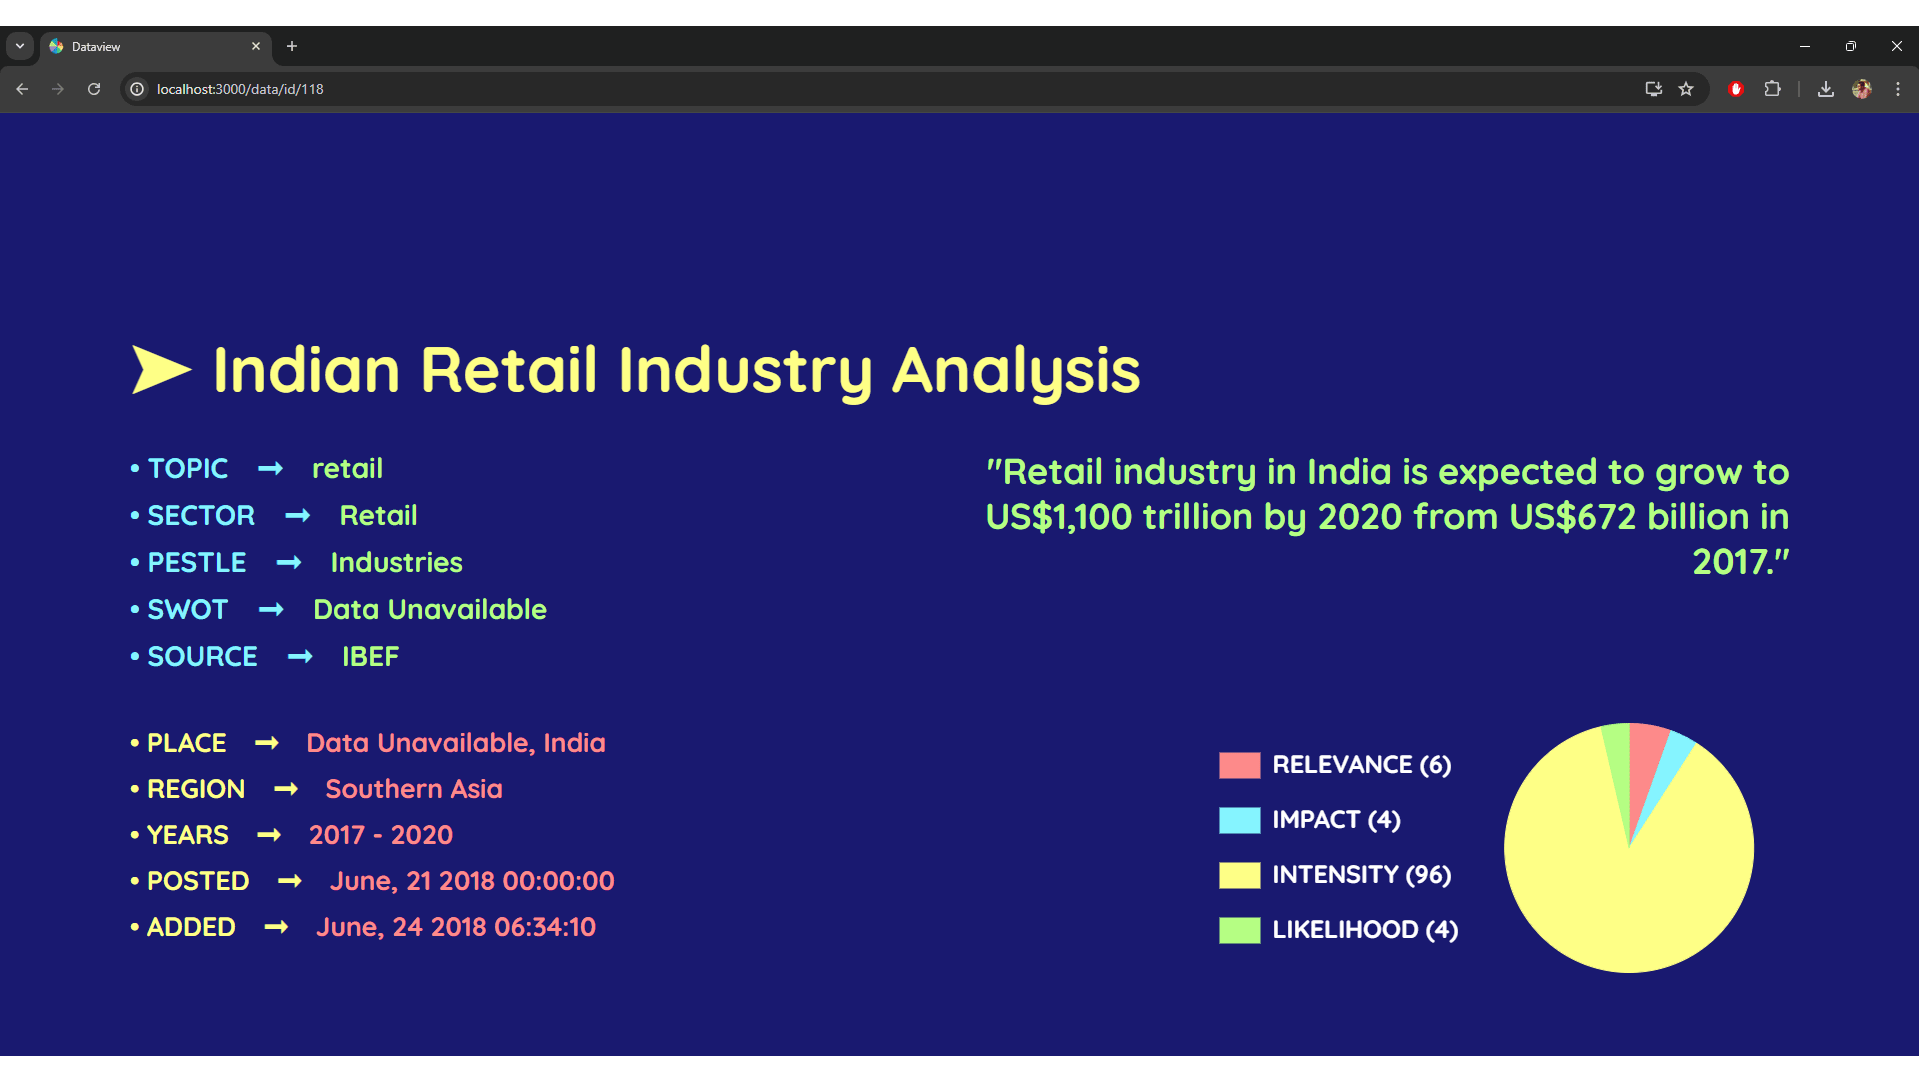 Dataview
localhost:3000/data/id/118
➤ Indian Retail Industry Analysis
• TOPIC ➞ retail
• SECTOR ➞ Retail
• PESTLE ➞ Industries
• SWOT ➞ Data Unavailable
• SOURCE ➞ IBEF
"Retail industry in India is expected to grow to
US$1,100 trillion by 2020 from US$672 billion in
2017."
• PLACE ➞ Data Unavailable, India
• REGION ➞ Southern Asia
• YEARS ➞ 2017 - 2020
• POSTED ➞ June, 21 2018 00:00:00
• ADDED ➞ June, 24 2018 06:34:10
RELEVANCE (6)
IMPACT (4)
INTENSITY (96)
LIKELIHOOD (4)